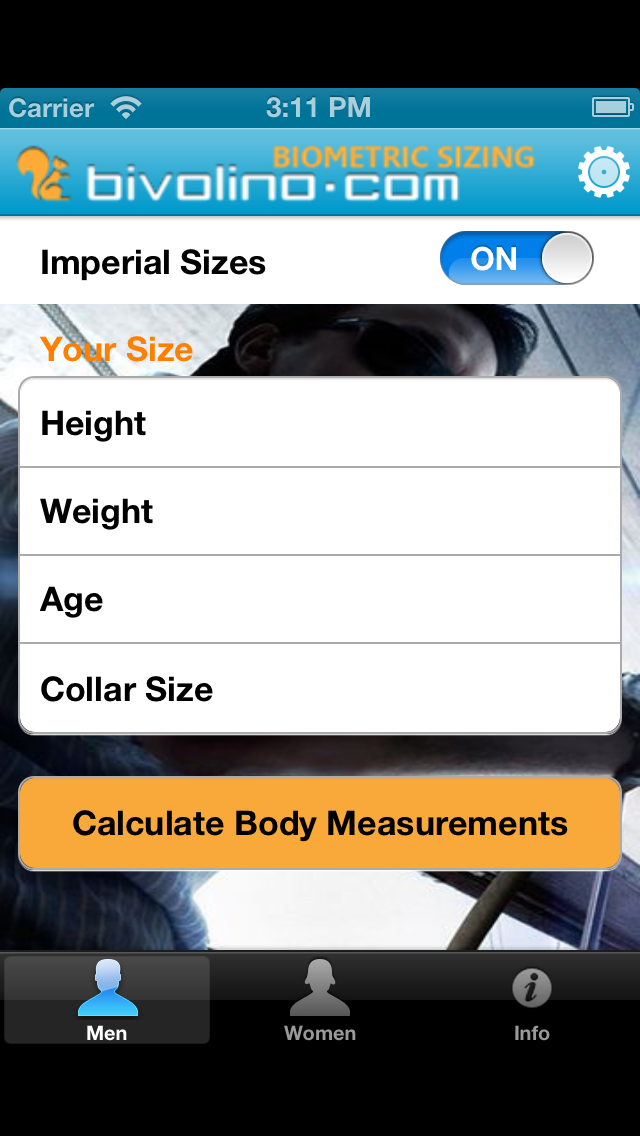 Carrier 3:11 PM
BIOMETRIC SIZING
bivolino.com
Imperial Sizes ON
Your Size
Height
Weight
Age
Collar Size
Calculate Body Measurements
Men Women Info